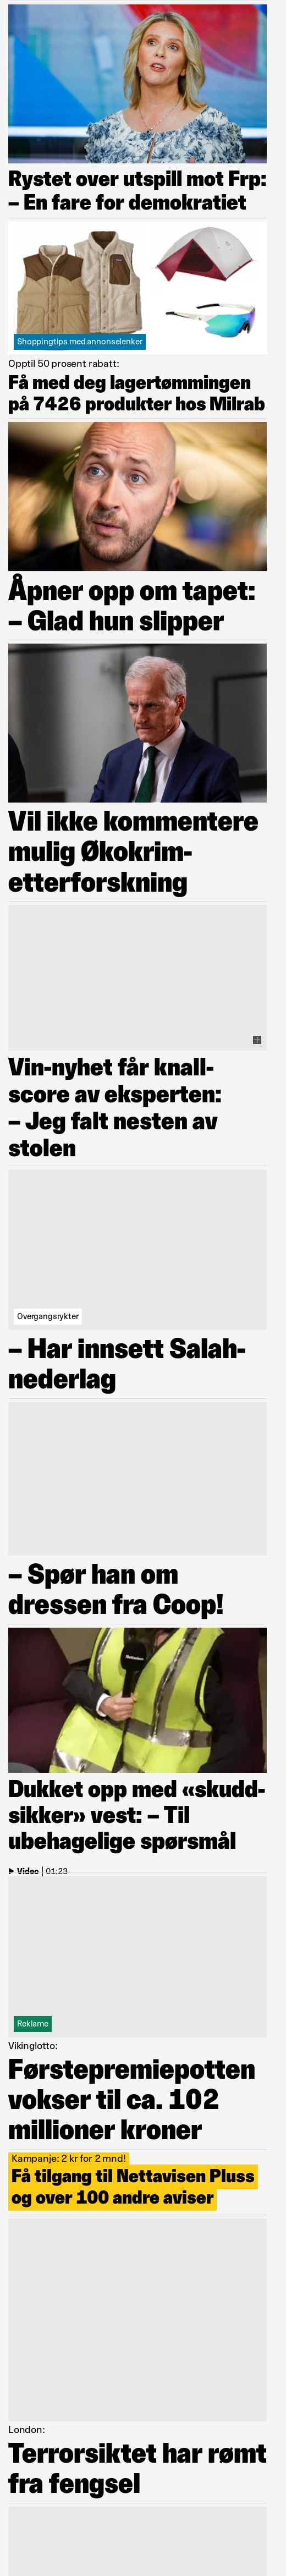 Rystet over utspill mot Frp:
– En fare for demokratiet
Shoppingtips med annonselenker
Opptil 50 prosent rabatt:
Få med deg lagertømmingen
på 7426 produkter hos Milrab
Åpner opp om tapet:
– Glad hun slipper
Vil ikke kommentere
mulig Økokrim-
etterforskning
Vin-nyhet får knall-
score av eksperten:
– Jeg falt nesten av
stolen
Overgangsrykter
– Har innsett Salah-
nederlag
– Spør han om
dressen fra Coop!
Nettavisen
Dukket opp med «skudd-
sikker» vest: – Til
ubehagelige spørsmål
Video | 01:23
Reklame
Vikinglotto:
Førstepremiepotten
vokser til ca. 102
millioner kroner
Kampanje: 2 kr for 2 mnd!
Få tilgang til Nettavisen Pluss
og over 100 andre aviser
London:
Terrorsiktet har rømt
fra fengsel